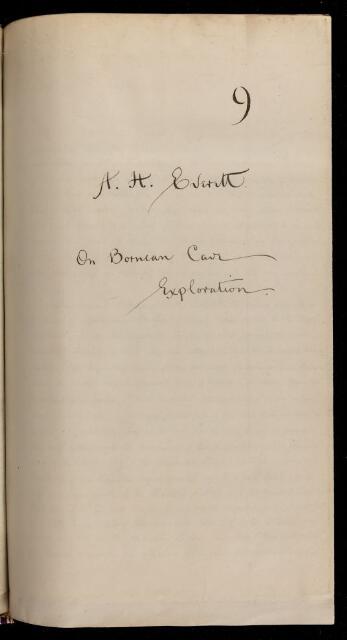 9
A. H. Everett
On Bornean Cave
Exploration.